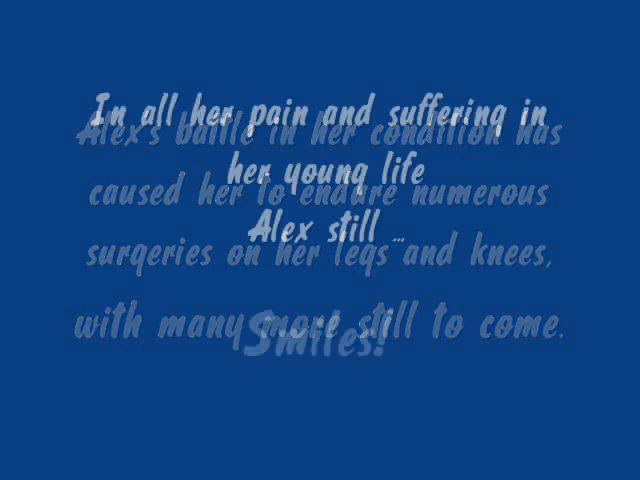 In all her pain and suffering in
her young life
Alex still ...
Smiles!
Alex's battle in her condition has
caused her to endure numerous
surgeries on her legs and knees,
with many more still to come.